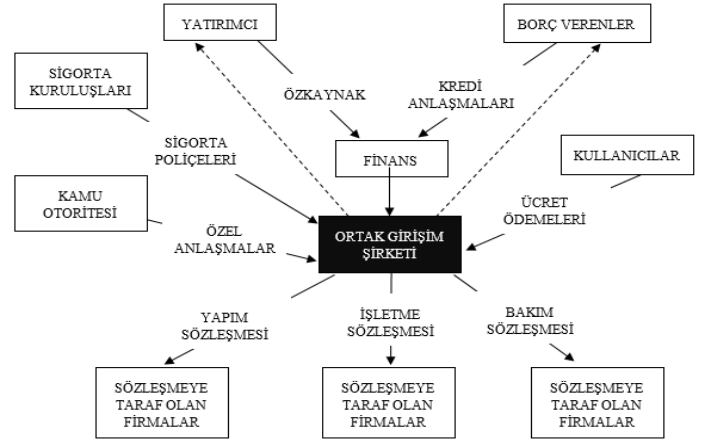 YATIRIMCI
BORÇ VERENLER
SİGORTA
KURULUŞLARI
ÖZKAYNAK
KREDİ
ANLAŞMALARI
SİGORTA
POLİÇELERİ
FİNANS
KULLANICILAR
KAMU
OTORİTESİ
ÖZEL
ANLAŞMALAR
ÜCRET
ÖDEMELERİ
ORTAK GİRİŞİM
ŞİRKETİ
YAPIM
SÖZLEŞMESİ
İŞLETME
SÖZLEŞMESİ
BAKIM
SÖZLEŞMESİ
SÖZLEŞMEYE
TARAF OLAN
FİRMALAR
SÖZLEŞMEYE
TARAF OLAN
FİRMALAR
SÖZLEŞMEYE
TARAF OLAN
FİRMALAR